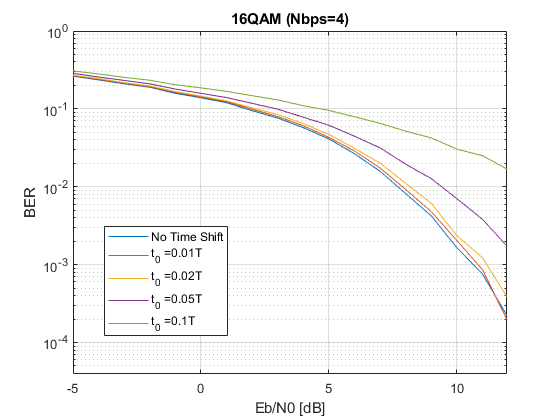 16QAM (Nbps=4)
10^0
10^-1
10^-2
10^-3
10^-4
BER
No Time Shift
t_0 =0.01T
t_0 =0.02T
t_0 =0.05T
t_0 =0.1T
-5 0 5 10
Eb/N0 [dB]